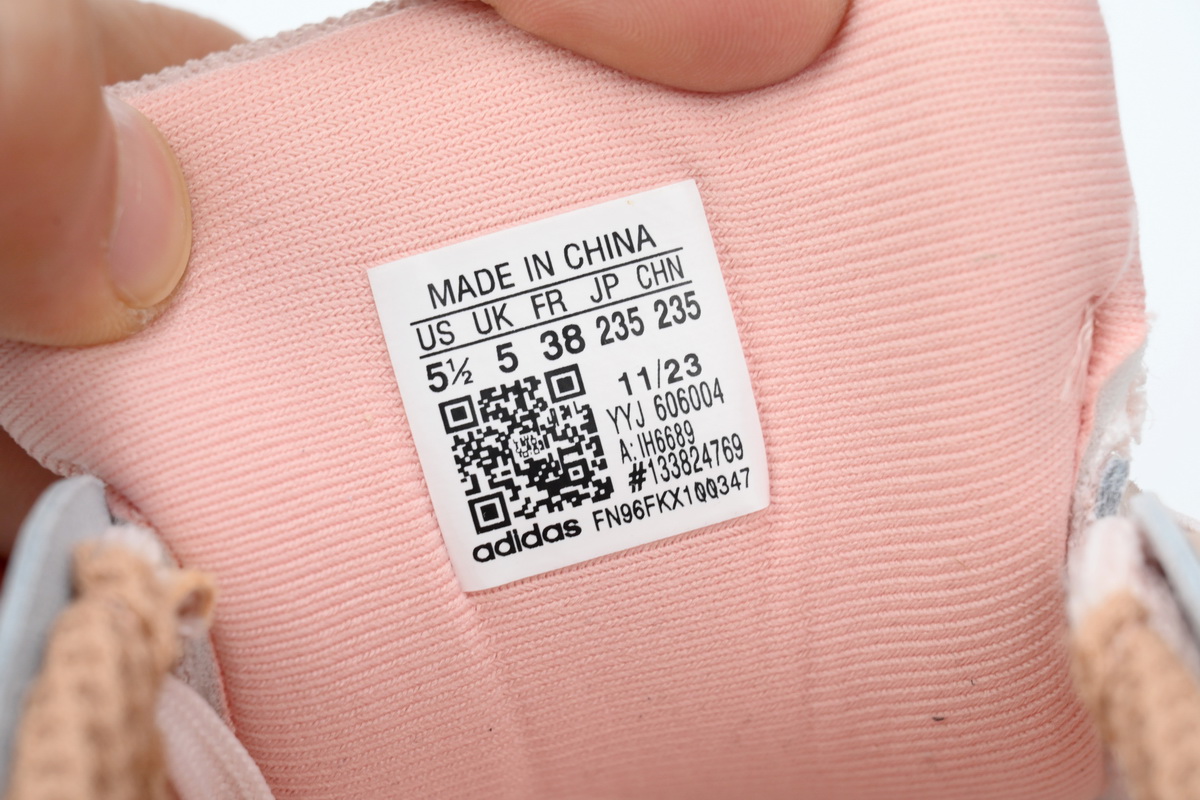 MADE IN CHINA
US UK FR JP CHN
5½ 5 38 235 235
11/23
YYJ 606004
A: IH6689
#133824769
adidas FN96FKX100347